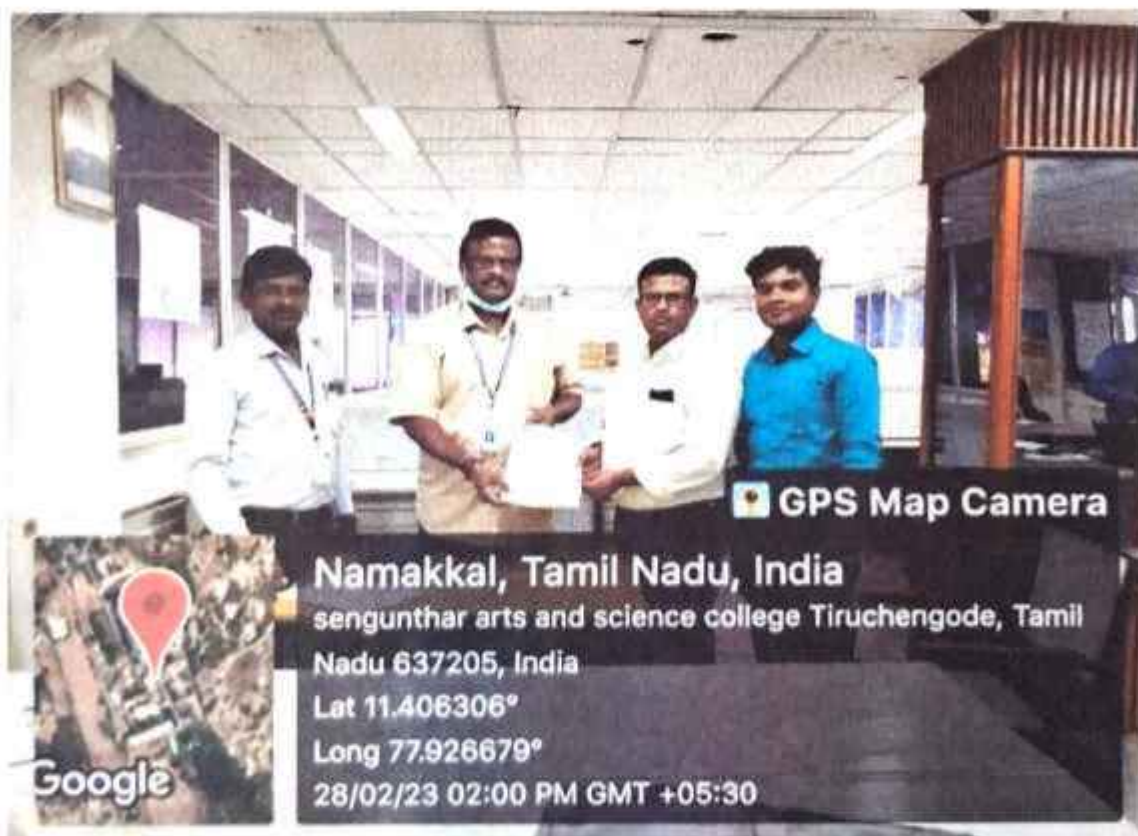 GPS Map Camera
Namakkal, Tamil Nadu, India
sengunthar arts and science college Tiruchengode, Tamil
Nadu 637205, India
Lat 11.406306°
Long 77.926679°
28/02/23 02:00 PM GMT +05:30
Google